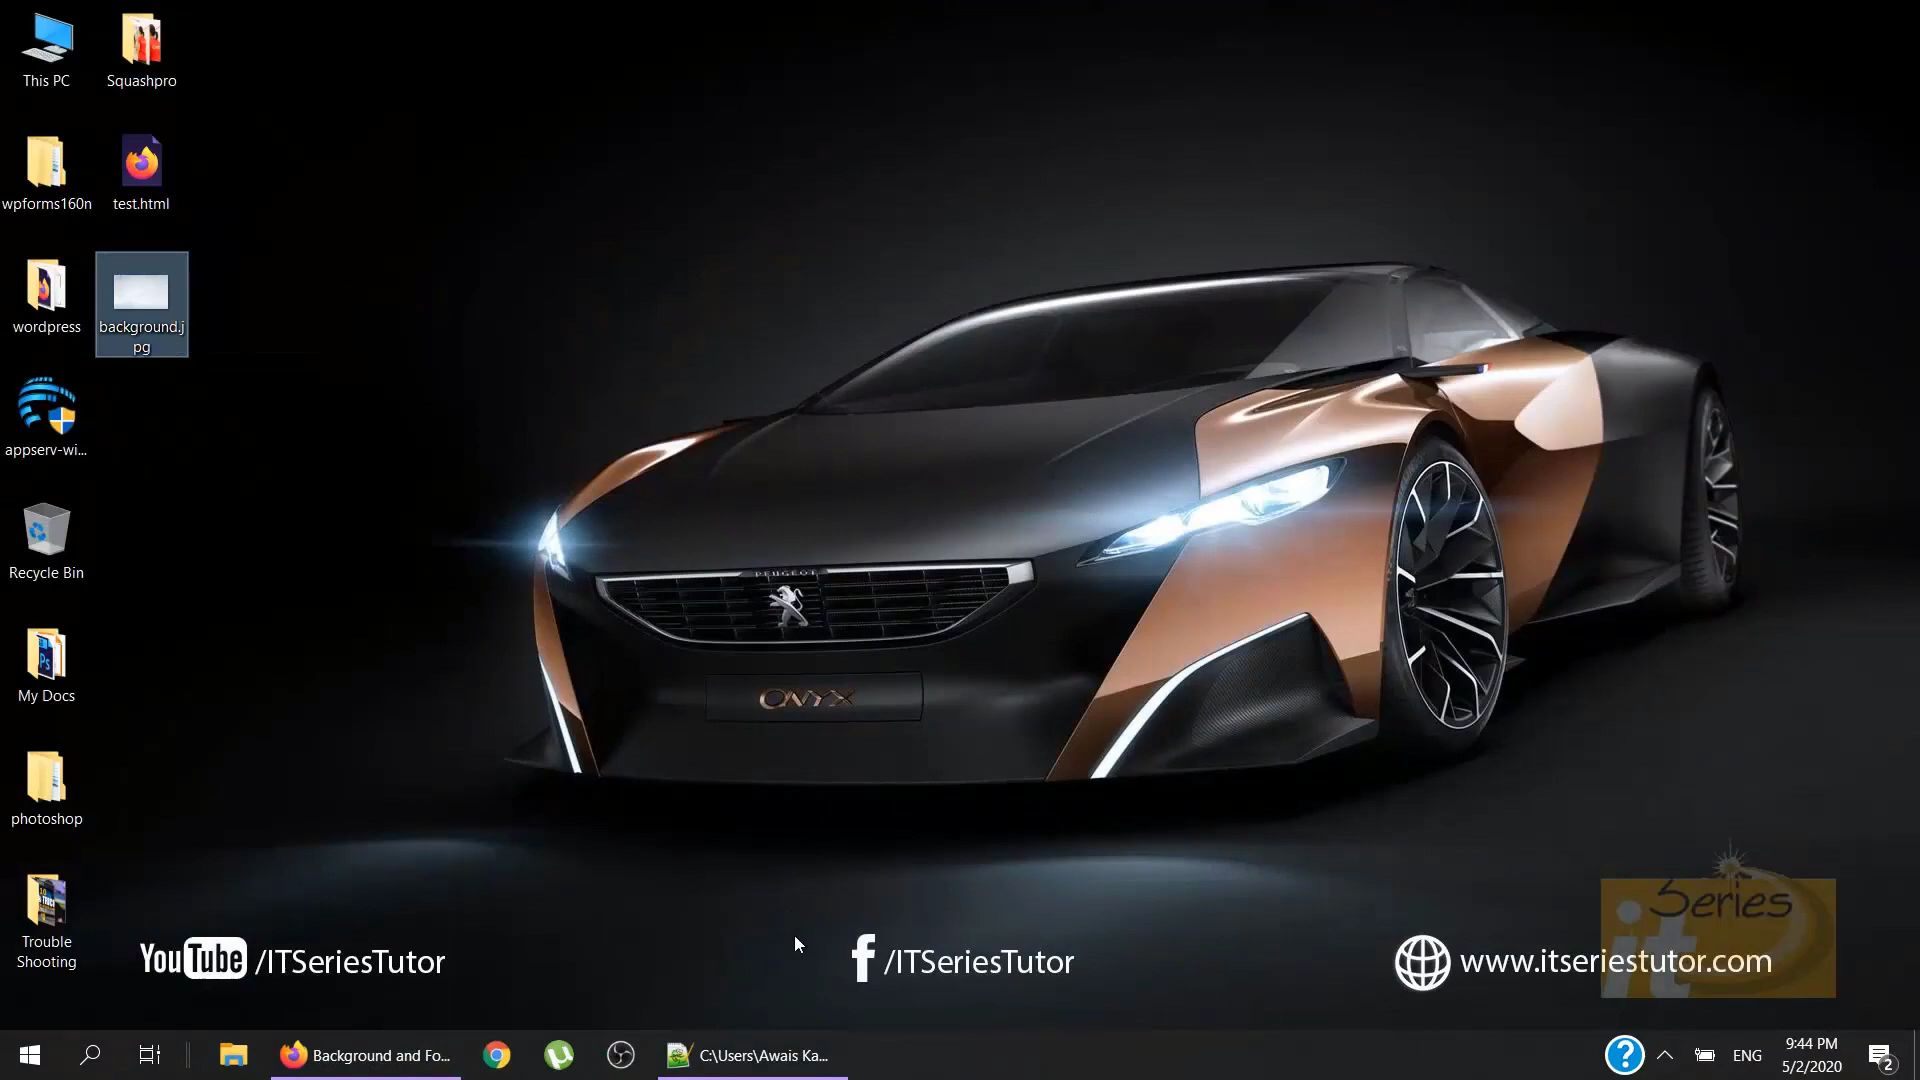 This PC
Squashpro
wpforms160n
test.html
wordpress
background.j
pg
appserv-wi...
Recycle Bin
My Docs
photoshop
Trouble
Shooting
PEUGEOT
ONYX
YouTube /ITSeriesTutor
f /ITSeriesTutor
www.itseriestutor.com
it Series
Background and Fo...
C:\Users\Awais Ka...
ENG
9:44 PM
5/2/2020
2